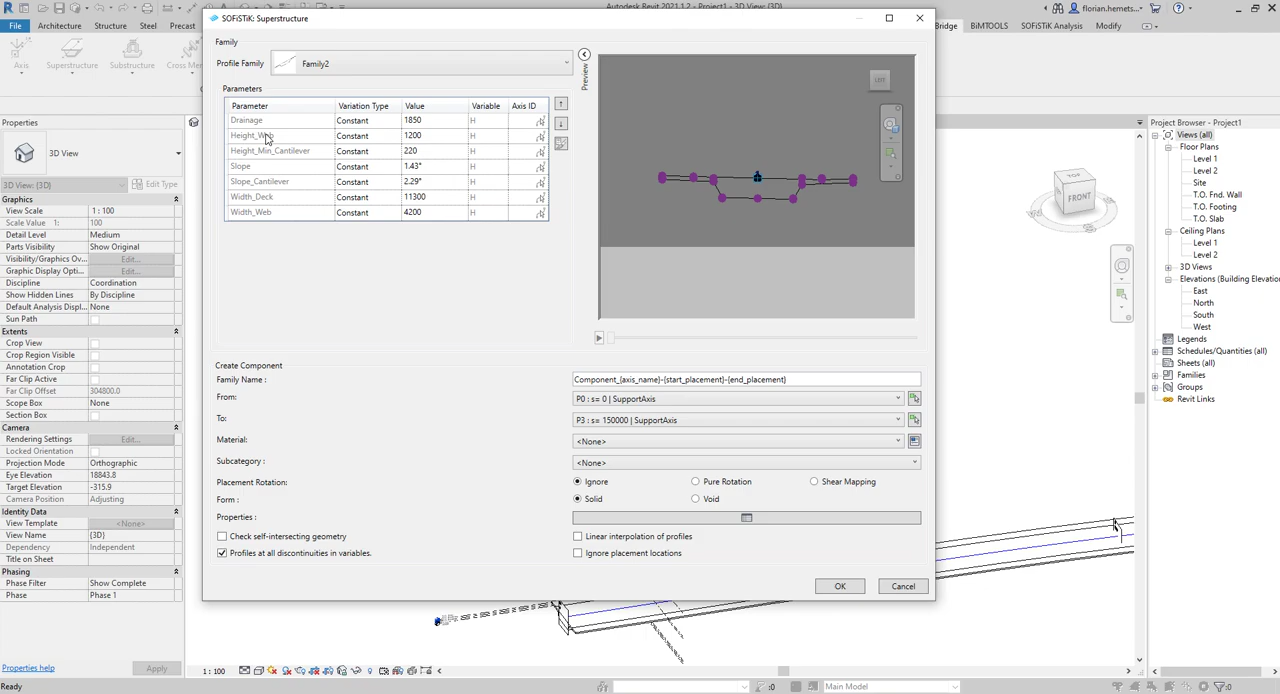 Autodesk Revit 2021.1.2 - 3D View: {3D} - Project1
florian.hemets...
File Architecture Structure Steel Precast
Bridge BiMTOOLS SOFiSTiK Analysis Modify
Axis Superstructure Substructure Cross Mem
SOFiSTiK: Superstructure
Family
Profile Family Family2
Parameters
Parameter Variation Type Value Variable Axis ID
Drainage Constant 1850 H
Height_Web Constant 1200 H
Height_Min_Cantilever Constant 220 H
Slope Constant 1.43° H
Slope_Cantilever Constant 2.29° H
Width_Deck Constant 11300 H
Width_Web Constant 4200 H
Preview
Create Component
Family Name : Component_{axis_name}-{start_placement}-{end_placement}
From: P0 : s= 0 | SupportAxis
To: P3 : s= 150000 | SupportAxis
Material: <None>
Subcategory : <None>
Placement Rotation: Ignore Pure Rotation Shear Mapping
Form : Solid Void
Properties :
Check self-intersecting geometry Linear interpolation of profiles
Profiles at all discontinuities in variables. Ignore placement locations
OK Cancel
Properties
3D View
3D View: {3D} Edit Type
Graphics
View Scale 1 : 100
Scale Value 1: 100
Detail Level Medium
Parts Visibility Show Original
Visibility/Graphics Ov... Edit...
Graphic Display Opti... Edit...
Discipline Coordination
Show Hidden Lines By Discipline
Default Analysis Displ... None
Sun Path
Extents
Crop View
Crop Region Visible
Annotation Crop
Far Clip Active
Far Clip Offset 304800.0
Scope Box None
Section Box
Camera
Rendering Settings Edit...
Locked Orientation
Projection Mode Orthographic
Eye Elevation 18843.8
Target Elevation -315.9
Camera Position Adjusting
Identity Data
View Template <None>
View Name {3D}
Dependency Independent
Title on Sheet
Phasing
Phase Filter Show Complete
Phase Phase 1
Properties help Apply
TOP
FRONT
Project Browser - Project1
Views (all)
Floor Plans
Level 1
Level 2
Site
T.O. Fnd. Wall
T.O. Footing
T.O. Slab
Ceiling Plans
Level 1
Level 2
3D Views
Elevations (Building Elevation
East
North
South
West
Legends
Schedules/Quantities (all)
Sheets (all)
Families
Groups
Revit Links
1 : 100
Ready
:0 Main Model :0